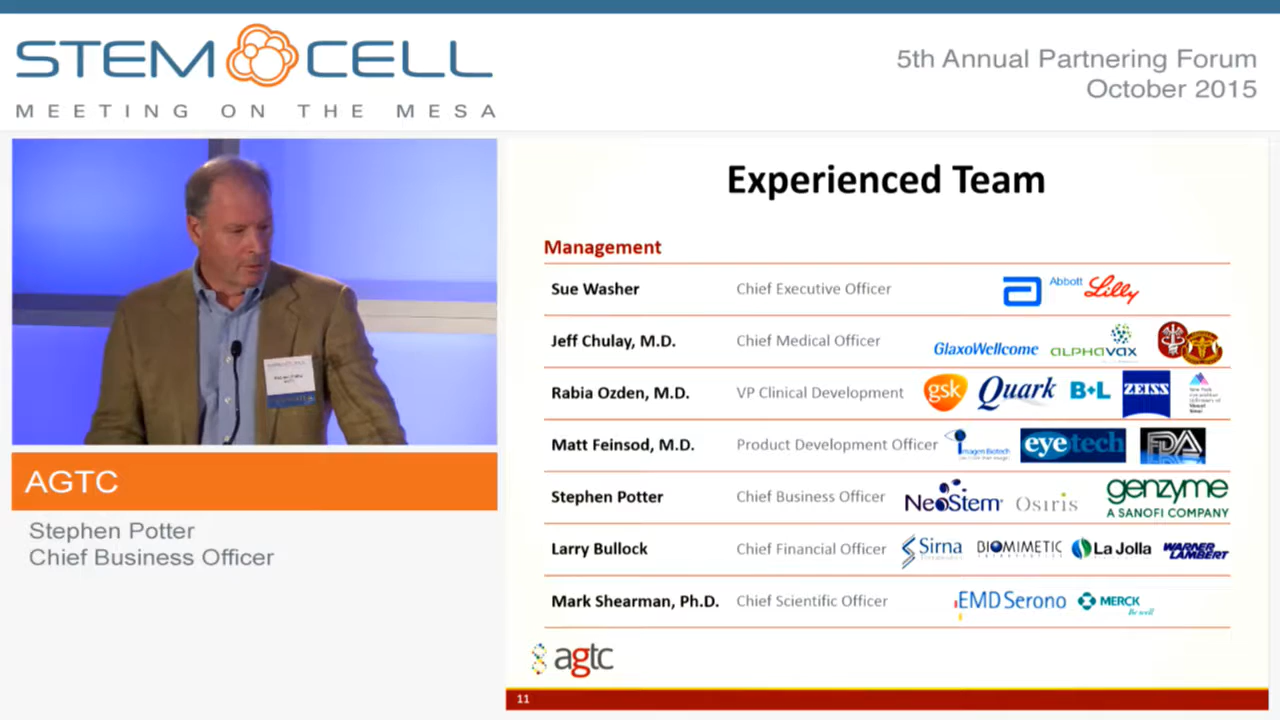 STEM CELL
MEETING ON THE MESA
5th Annual Partnering Forum
October 2015
AGTC
Stephen Potter
Chief Business Officer
Experienced Team
Management
Sue Washer Chief Executive Officer Abbott Lilly
Jeff Chulay, M.D. Chief Medical Officer GlaxoWellcome ALPHAVAX
Rabia Ozden, M.D. VP Clinical Development gsk Quark B+L ZEISS
Matt Feinsod, M.D. Product Development Officer Imagen Biotech eyetech FDA
Stephen Potter Chief Business Officer NeoStem Osiris genzyme
A SANOFI COMPANY
Larry Bullock Chief Financial Officer Sirna BIOMIMETIC La Jolla WARNER LAMBERT
Mark Shearman, Ph.D. Chief Scientific Officer EMD Serono MERCK
Be well
agtc
11